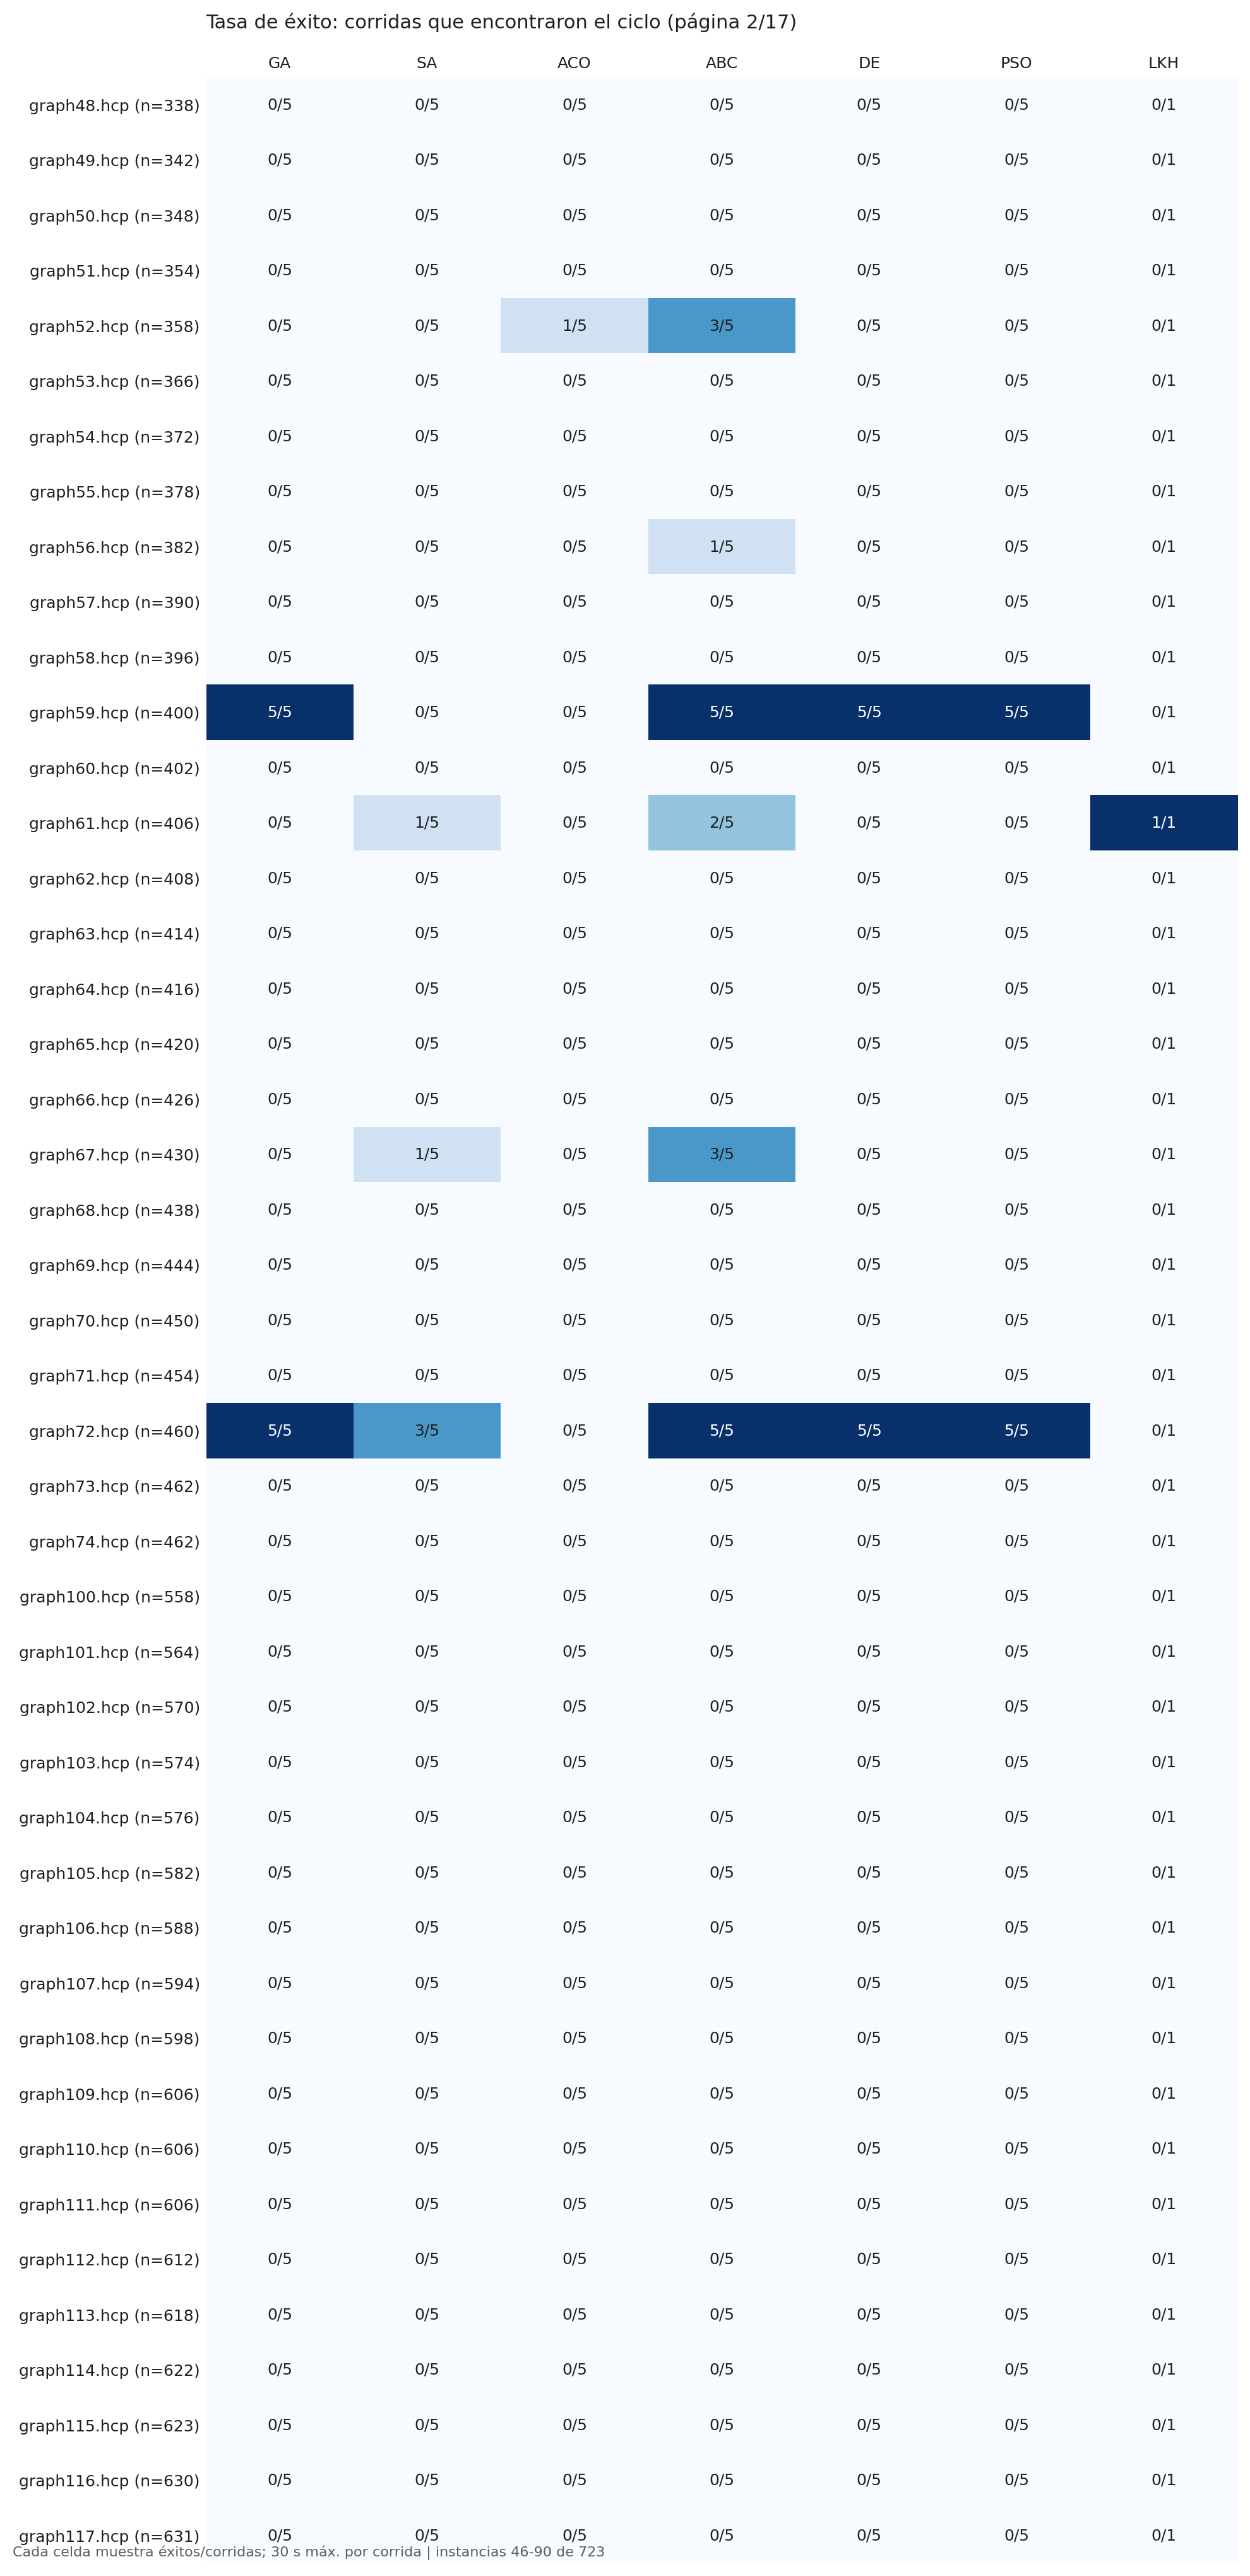 Tasa de éxito: corridas que encontraron el ciclo (página 2/17)
GA SA ACO ABC DE PSO LKH
graph48.hcp (n=338) 0/5 0/5 0/5 0/5 0/5 0/5 0/1
graph49.hcp (n=342) 0/5 0/5 0/5 0/5 0/5 0/5 0/1
graph50.hcp (n=348) 0/5 0/5 0/5 0/5 0/5 0/5 0/1
graph51.hcp (n=354) 0/5 0/5 0/5 0/5 0/5 0/5 0/1
graph52.hcp (n=358) 0/5 0/5 1/5 3/5 0/5 0/5 0/1
graph53.hcp (n=366) 0/5 0/5 0/5 0/5 0/5 0/5 0/1
graph54.hcp (n=372) 0/5 0/5 0/5 0/5 0/5 0/5 0/1
graph55.hcp (n=378) 0/5 0/5 0/5 0/5 0/5 0/5 0/1
graph56.hcp (n=382) 0/5 0/5 0/5 1/5 0/5 0/5 0/1
graph57.hcp (n=390) 0/5 0/5 0/5 0/5 0/5 0/5 0/1
graph58.hcp (n=396) 0/5 0/5 0/5 0/5 0/5 0/5 0/1
graph59.hcp (n=400) 5/5 0/5 0/5 5/5 5/5 5/5 0/1
graph60.hcp (n=402) 0/5 0/5 0/5 0/5 0/5 0/5 0/1
graph61.hcp (n=406) 0/5 1/5 0/5 2/5 0/5 0/5 1/1
graph62.hcp (n=408) 0/5 0/5 0/5 0/5 0/5 0/5 0/1
graph63.hcp (n=414) 0/5 0/5 0/5 0/5 0/5 0/5 0/1
graph64.hcp (n=416) 0/5 0/5 0/5 0/5 0/5 0/5 0/1
graph65.hcp (n=420) 0/5 0/5 0/5 0/5 0/5 0/5 0/1
graph66.hcp (n=426) 0/5 0/5 0/5 0/5 0/5 0/5 0/1
graph67.hcp (n=430) 0/5 1/5 0/5 3/5 0/5 0/5 0/1
graph68.hcp (n=438) 0/5 0/5 0/5 0/5 0/5 0/5 0/1
graph69.hcp (n=444) 0/5 0/5 0/5 0/5 0/5 0/5 0/1
graph70.hcp (n=450) 0/5 0/5 0/5 0/5 0/5 0/5 0/1
graph71.hcp (n=454) 0/5 0/5 0/5 0/5 0/5 0/5 0/1
graph72.hcp (n=460) 5/5 3/5 0/5 5/5 5/5 5/5 0/1
graph73.hcp (n=462) 0/5 0/5 0/5 0/5 0/5 0/5 0/1
graph74.hcp (n=462) 0/5 0/5 0/5 0/5 0/5 0/5 0/1
graph100.hcp (n=558) 0/5 0/5 0/5 0/5 0/5 0/5 0/1
graph101.hcp (n=564) 0/5 0/5 0/5 0/5 0/5 0/5 0/1
graph102.hcp (n=570) 0/5 0/5 0/5 0/5 0/5 0/5 0/1
graph103.hcp (n=574) 0/5 0/5 0/5 0/5 0/5 0/5 0/1
graph104.hcp (n=576) 0/5 0/5 0/5 0/5 0/5 0/5 0/1
graph105.hcp (n=582) 0/5 0/5 0/5 0/5 0/5 0/5 0/1
graph106.hcp (n=588) 0/5 0/5 0/5 0/5 0/5 0/5 0/1
graph107.hcp (n=594) 0/5 0/5 0/5 0/5 0/5 0/5 0/1
graph108.hcp (n=598) 0/5 0/5 0/5 0/5 0/5 0/5 0/1
graph109.hcp (n=606) 0/5 0/5 0/5 0/5 0/5 0/5 0/1
graph110.hcp (n=606) 0/5 0/5 0/5 0/5 0/5 0/5 0/1
graph111.hcp (n=606) 0/5 0/5 0/5 0/5 0/5 0/5 0/1
graph112.hcp (n=612) 0/5 0/5 0/5 0/5 0/5 0/5 0/1
graph113.hcp (n=618) 0/5 0/5 0/5 0/5 0/5 0/5 0/1
graph114.hcp (n=622) 0/5 0/5 0/5 0/5 0/5 0/5 0/1
graph115.hcp (n=623) 0/5 0/5 0/5 0/5 0/5 0/5 0/1
graph116.hcp (n=630) 0/5 0/5 0/5 0/5 0/5 0/5 0/1
graph117.hcp (n=631) 0/5 0/5 0/5 0/5 0/5 0/5 0/1
Cada celda muestra éxitos/corridas; 30 s máx. por corrida | instancias 46-90 de 723